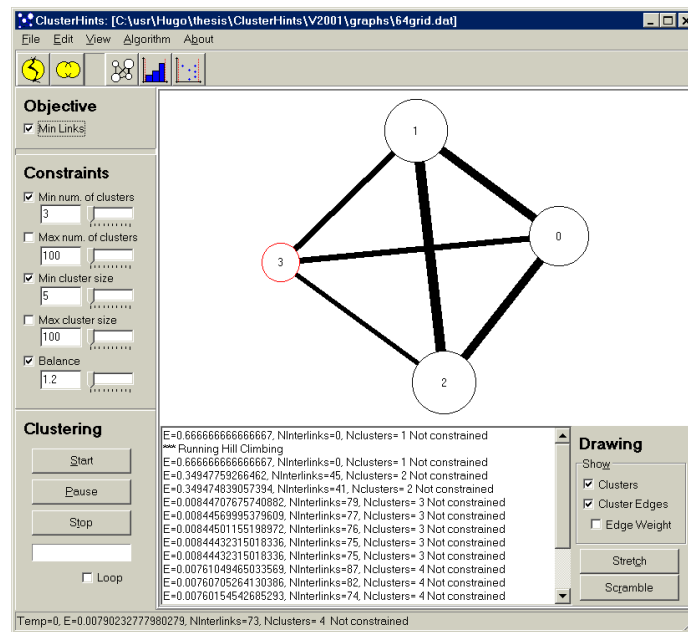 ClusterHints: [C:\usr\Hugo\thesis\ClusterHints\V2001\graphs\64grid.dat]
File Edit View Algorithm About
Objective
Min Links
Constraints
Min num. of clusters
3
Max num. of clusters
100
Min cluster size
5
Max cluster size
100
Balance
1.2
Clustering
Start
Pause
Stop
Loop
1
0
3
2
E=0.666666666666667, NInterlinks=0, Nclusters= 1 Not constrained
*** Running Hill Climbing
E=0.666666666666667, NInterlinks=0, Nclusters= 1 Not constrained
E=0.34947759266462, NInterlinks=45, Nclusters= 2 Not constrained
E=0.349474839057394, NInterlinks=41, Nclusters= 2 Not constrained
E=0.00844707675740882, NInterlinks=79, Nclusters= 3 Not constrained
E=0.00844569995379609, NInterlinks=77, Nclusters= 3 Not constrained
E=0.00844501155198972, NInterlinks=76, Nclusters= 3 Not constrained
E=0.00844432315018336, NInterlinks=75, Nclusters= 3 Not constrained
E=0.00844432315018336, NInterlinks=75, Nclusters= 3 Not constrained
E=0.00761049465033569, NInterlinks=87, Nclusters= 4 Not constrained
E=0.00760705264130386, NInterlinks=82, Nclusters= 4 Not constrained
E=0.00760154542685293, NInterlinks=74, Nclusters= 4 Not constrained
Drawing
Show
Clusters
Cluster Edges
Edge Weight
Stretch
Scramble
Temp=0, E=0.00790232777980279, NInterlinks=73, Nclusters= 4 Not constrained